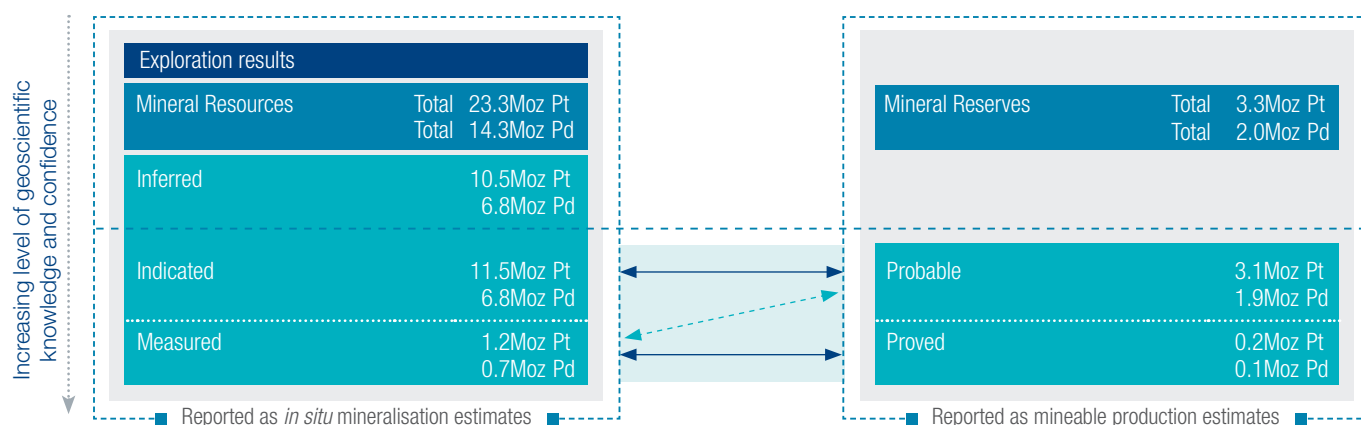 Increasing level of geoscientific
knowledge and confidence
Exploration results
Mineral Resources Total 23.3Moz Pt
Total 14.3Moz Pd
Inferred 10.5Moz Pt
6.8Moz Pd
Indicated 11.5Moz Pt
6.8Moz Pd
Measured 1.2Moz Pt
0.7Moz Pd
Reported as in situ mineralisation estimates
Mineral Reserves Total 3.3Moz Pt
Total 2.0Moz Pd
Probable 3.1Moz Pt
1.9Moz Pd
Proved 0.2Moz Pt
0.1Moz Pd
Reported as mineable production estimates